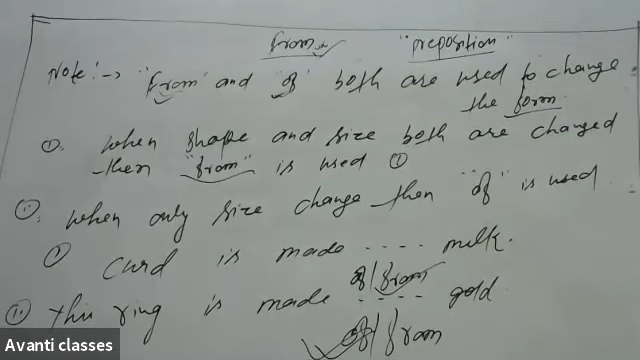 from "preposition"
Note:→ "from" and "of" both are used to change
the form.
①. when shape and size both are changed
then "from" is used ①
②. when only size change then "of" is used
① Curd is made .... milk.
of/from
② this ring is made .... gold
of/from
Avanti classes